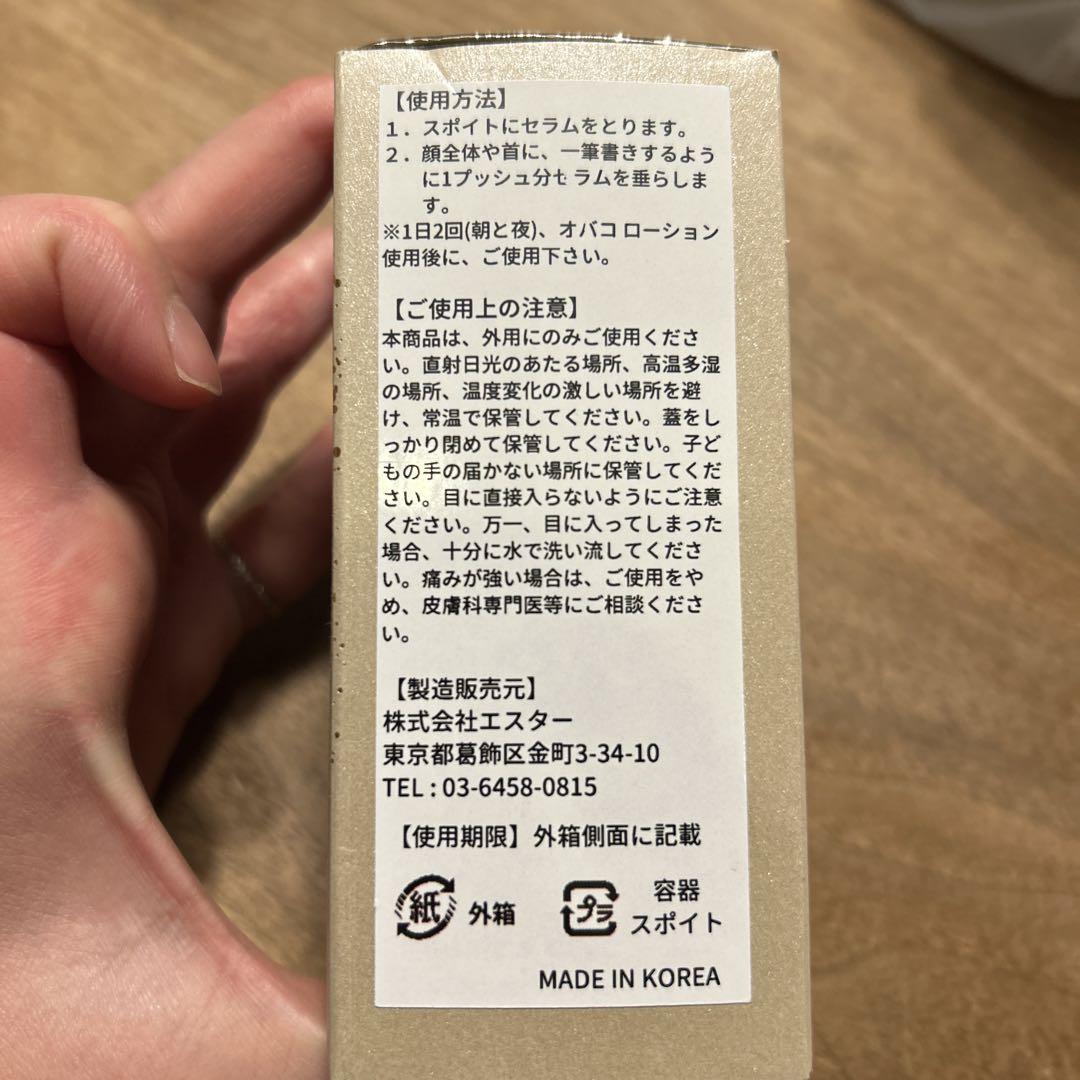 【使用方法】
1．スポイトにセラムをとります。
2．顔全体や首に、一筆書きするよう
に1プッシュ分セラムを垂らしま
す。
※1日2回(朝と夜)、オバコ ローション
使用後に、ご使用下さい。
【ご使用上の注意】
本商品は、外用にのみご使用くださ
い。直射日光のあたる場所、高温多湿
の場所、温度変化の激しい場所を避
け、常温で保管してください。蓋をし
っかり閉めて保管してください。子ど
もの手の届かない場所に保管してくだ
さい。目に直接入らないようにご注意
ください。万一、目に入ってしまった
場合、十分に水で洗い流してくださ
い。痛みが強い場合は、ご使用をや
め、皮膚科専門医等にご相談くださ
い。
【製造販売元】
株式会社エスター
東京都葛飾区金町3-34-10
TEL : 03-6458-0815
【使用期限】外箱側面に記載
紙 外箱
プラ 容器
スポイト
MADE IN KOREA